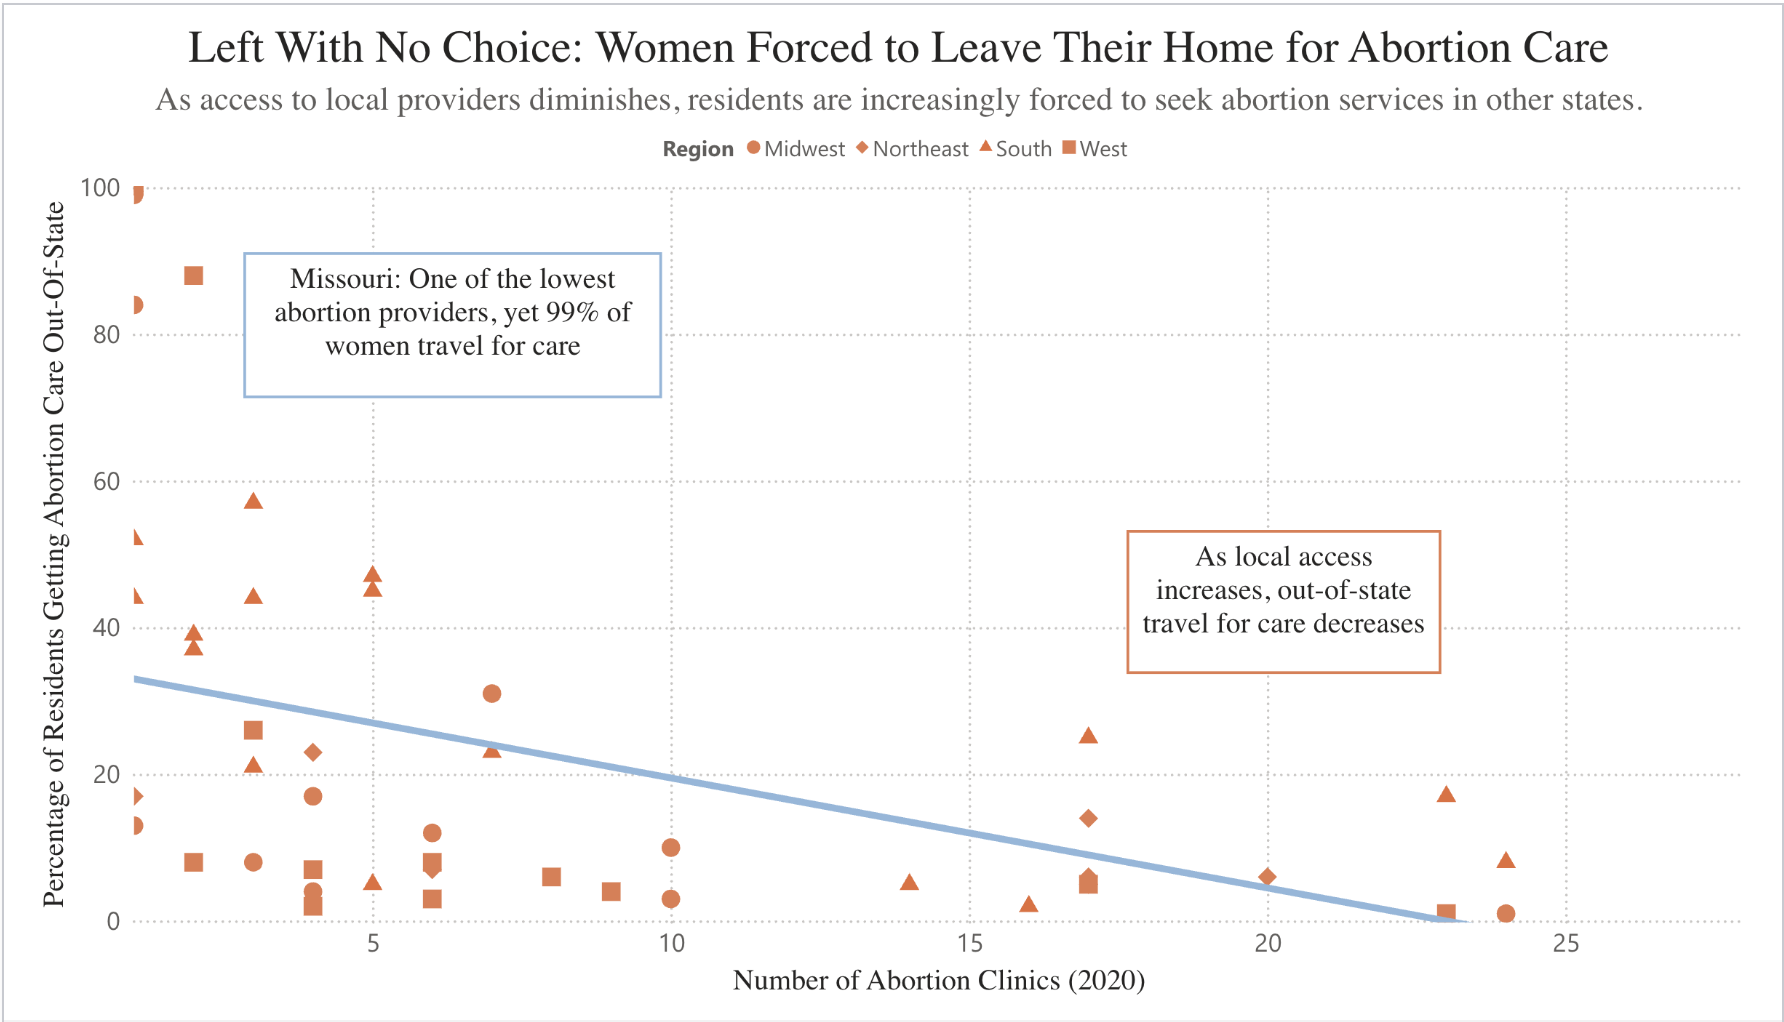 Left With No Choice: Women Forced to Leave Their Home for Abortion Care
As access to local providers diminishes, residents are increasingly forced to seek abortion services in other states.
Region Midwest Northeast South West
Percentage of Residents Getting Abortion Care Out-Of-State
100
80
60
40
20
0
Missouri: One of the lowest
abortion providers, yet 99% of
women travel for care
As local access
increases, out-of-state
travel for care decreases
5 10 15 20 25
Number of Abortion Clinics (2020)